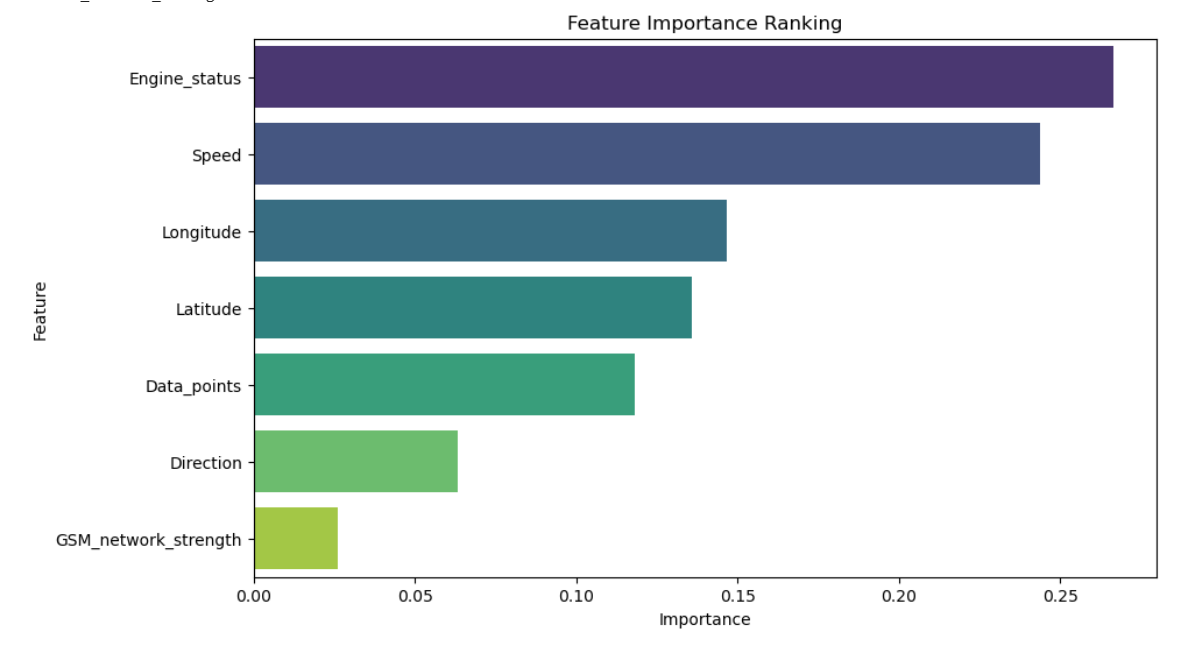 Feature Importance Ranking
Engine_status
Speed
Longitude
Latitude
Data_points
Direction
GSM_network_strength
Feature
0.00 0.05 0.10 0.15 0.20 0.25
Importance